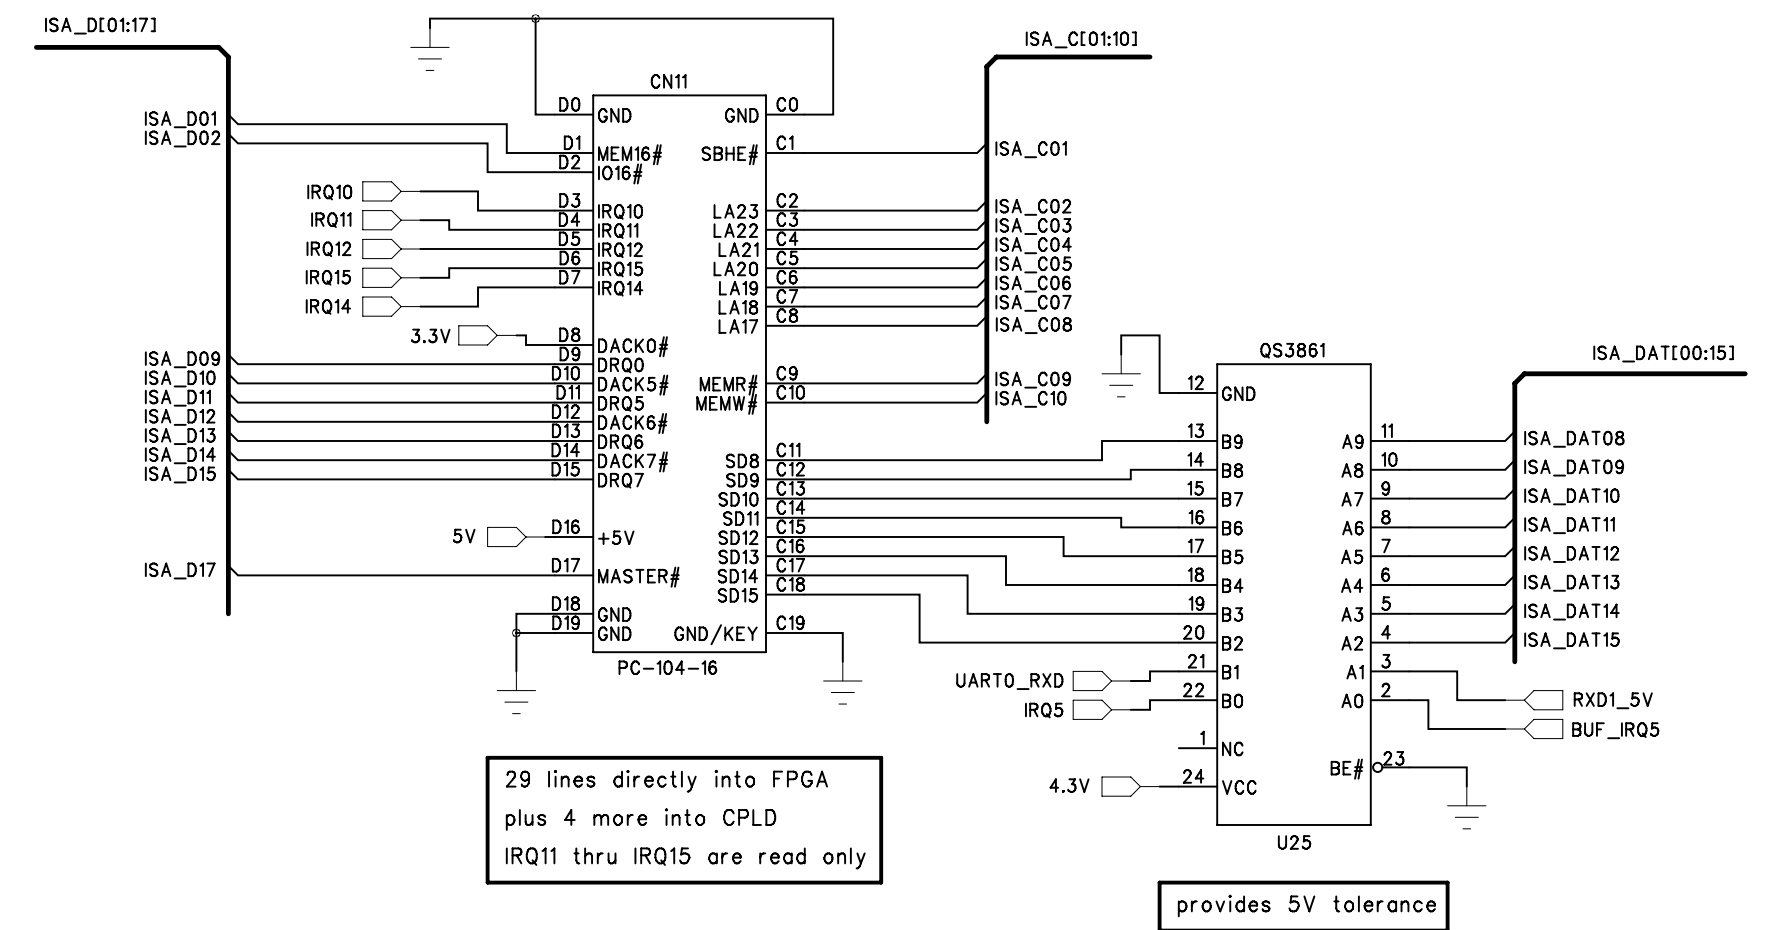 ISA_D[01:17]
ISA_C[01:10]
CN11
D0 GND GND C0
ISA_D01
ISA_D02
D1 MEM16# SBHE# C1 ISA_C01
D2 IO16#
IRQ10 D3 IRQ10 LA23 C2 ISA_C02
IRQ11 D4 IRQ11 LA22 C3 ISA_C03
IRQ12 D5 IRQ12 LA21 C4 ISA_C04
IRQ15 D6 IRQ15 LA20 C5 ISA_C05
IRQ14 D7 IRQ14 LA19 C6 ISA_C06
LA18 C7 ISA_C07
LA17 C8 ISA_C08
3.3V D8 DACK0#
ISA_D09 D9 DRQ0
ISA_D10 D10 DACK5# MEMR# C9 ISA_C09
ISA_D11 D11 DRQ5 MEMW# C10 ISA_C10
ISA_D12 D12 DACK6#
ISA_D13 D13 DRQ6
ISA_D14 D14 DACK7# SD8 C11
ISA_D15 D15 DRQ7 SD9 C12
SD10 C13
SD11 C14
5V D16 +5V SD12 C15
SD13 C16
ISA_D17 D17 MASTER# SD14 C17
SD15 C18
D18 GND
D19 GND GND/KEY C19
PC-104-16
QS3861
ISA_DAT[00:15]
12 GND
13 B9 A9 11 ISA_DAT08
14 B8 A8 10 ISA_DAT09
15 B7 A7 9 ISA_DAT10
16 B6 A6 8 ISA_DAT11
17 B5 A5 7 ISA_DAT12
18 B4 A4 6 ISA_DAT13
19 B3 A3 5 ISA_DAT14
20 B2 A2 4 ISA_DAT15
UART0_RXD 21 B1 A1 3 RXD1_5V
IRQ5 22 B0 A0 2 BUF_IRQ5
1 NC
BE# 23
4.3V 24 VCC
U25
29 lines directly into FPGA
plus 4 more into CPLD
IRQ11 thru IRQ15 are read only
provides 5V tolerance